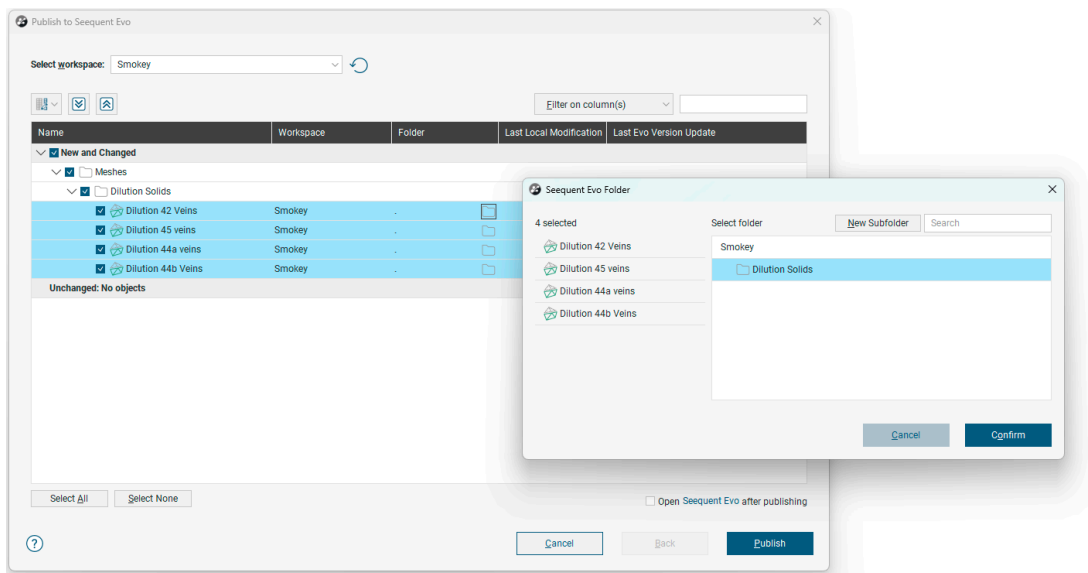 Publish to Seequent Evo
Select workspace: Smokey
Filter on column(s)
Name Workspace Folder Last Local Modification Last Evo Version Update
New and Changed
Meshes
Dilution Solids
Dilution 42 Veins Smokey .
Dilution 45 veins Smokey .
Dilution 44a veins Smokey .
Dilution 44b Veins Smokey .
Unchanged: No objects
Select All Select None
Open Seequent Evo after publishing
? Cancel Back Publish
Seequent Evo Folder
4 selected Select folder New Subfolder Search
Dilution 42 Veins Smokey
Dilution 45 veins Dilution Solids
Dilution 44a veins
Dilution 44b Veins
Cancel Confirm